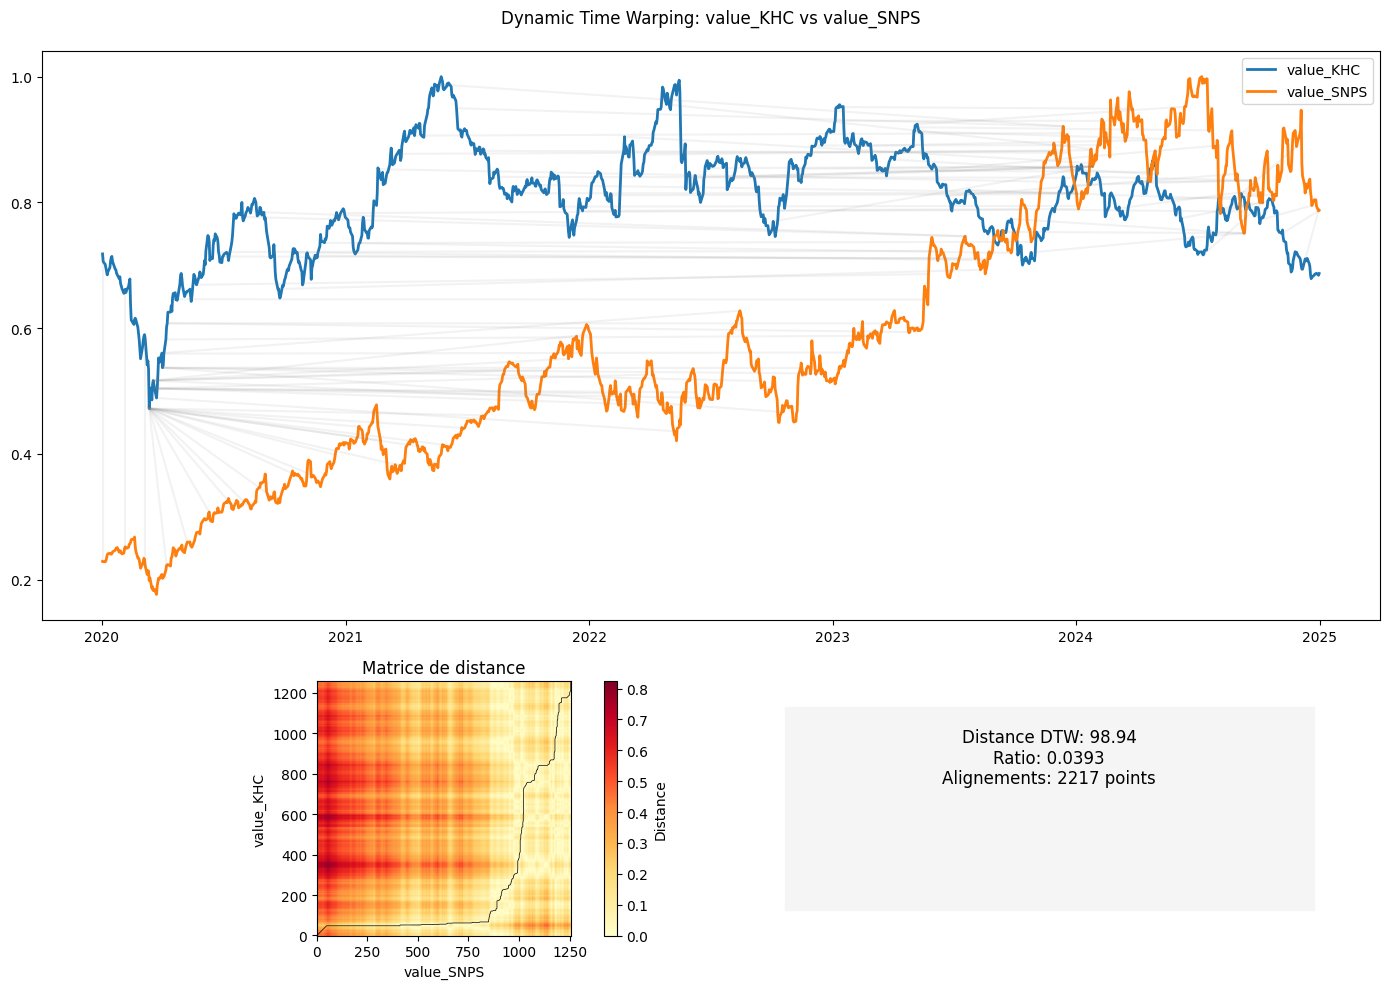 Dynamic Time Warping: value_KHC vs value_SNPS
value_KHC
value_SNPS
1.0
0.8
0.6
0.4
0.2
2020 2021 2022 2023 2024 2025
Matrice de distance
value_KHC
1200
1000
800
600
400
200
0
0 250 500 750 1000 1250
value_SNPS
0.8
0.7
0.6
0.5
0.4
0.3
0.2
0.1
0.0
Distance
Distance DTW: 98.94
Ratio: 0.0393
Alignements: 2217 points